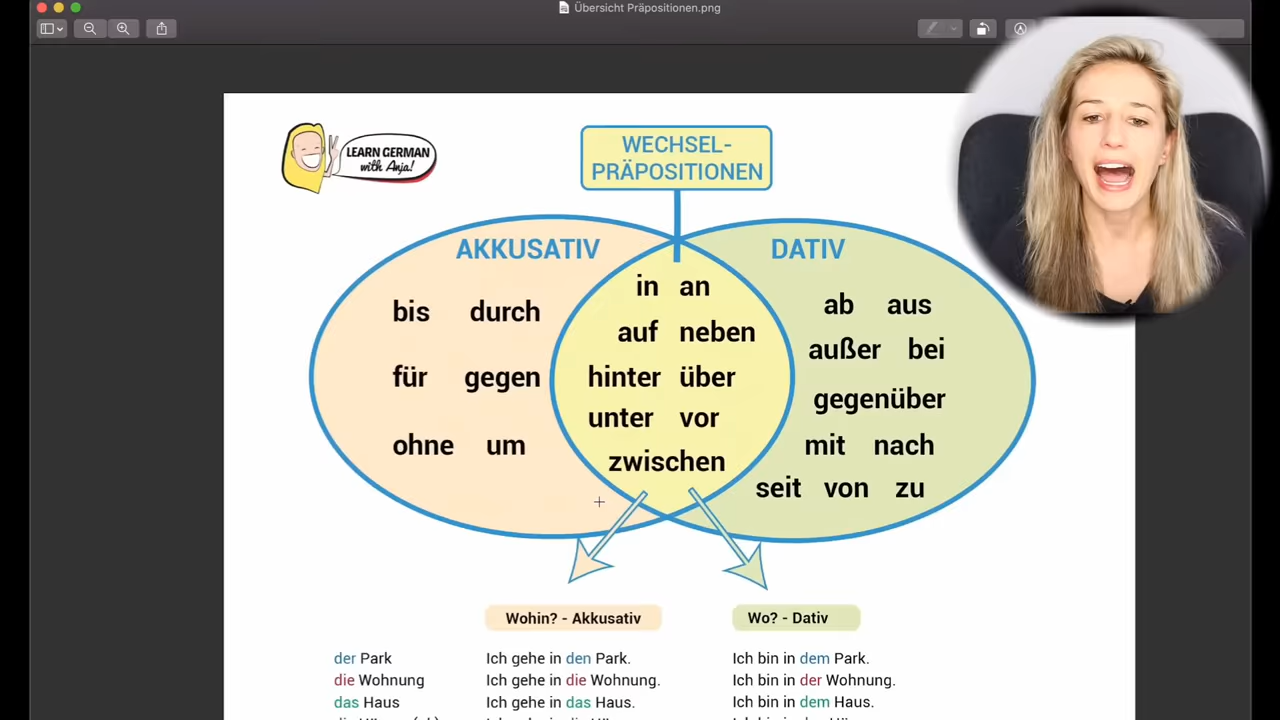 Übersicht Präpositionen.png
LEARN GERMAN
with Anja!
WECHSEL-
PRÄPOSITIONEN
AKKUSATIV
DATIV
bis durch
für gegen
ohne um
in an
auf neben
hinter über
unter vor
zwischen
ab aus
außer bei
gegenüber
mit nach
seit von zu
Wohin? - Akkusativ
Wo? - Dativ
der Park
Ich gehe in den Park.
Ich bin in dem Park.
die Wohnung
Ich gehe in die Wohnung.
Ich bin in der Wohnung.
das Haus
Ich gehe in das Haus.
Ich bin in dem Haus.